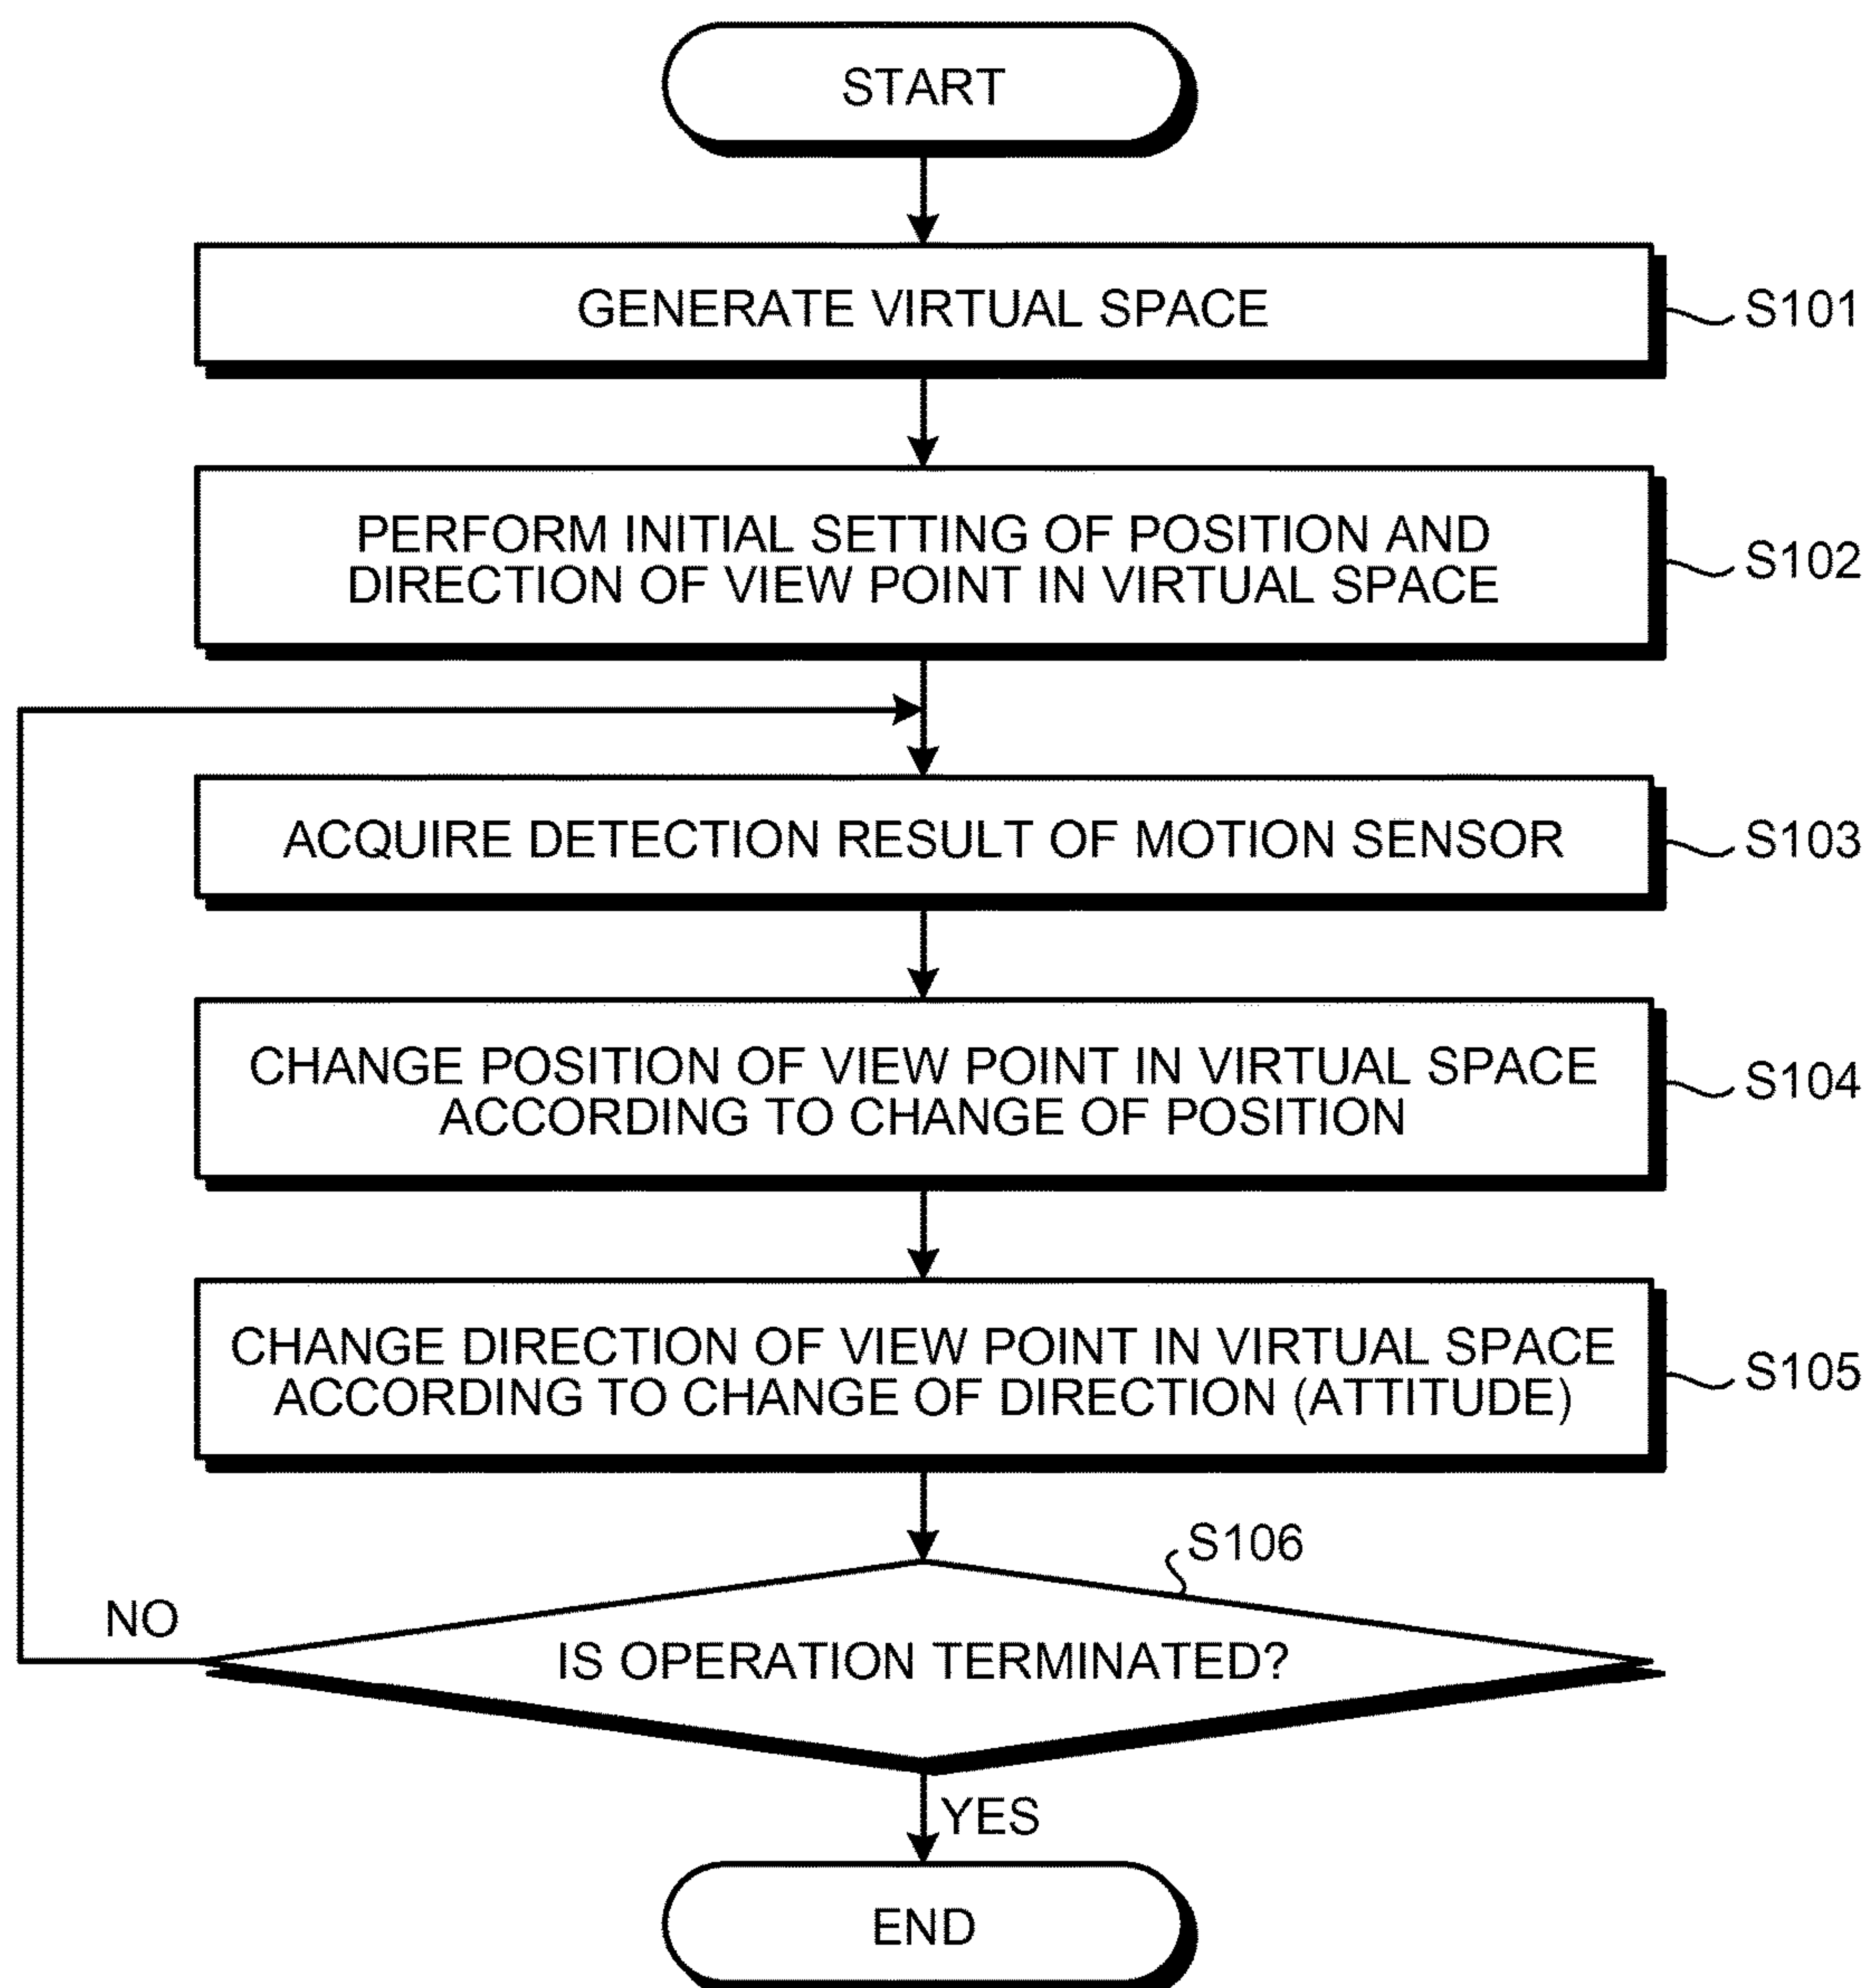 START
GENERATE VIRTUAL SPACE
S101
PERFORM INITIAL SETTING OF POSITION AND
DIRECTION OF VIEW POINT IN VIRTUAL SPACE
S102
ACQUIRE DETECTION RESULT OF MOTION SENSOR
S103
CHANGE POSITION OF VIEW POINT IN VIRTUAL SPACE
ACCORDING TO CHANGE OF POSITION
S104
CHANGE DIRECTION OF VIEW POINT IN VIRTUAL SPACE
ACCORDING TO CHANGE OF DIRECTION (ATTITUDE)
S105
S106
NO
IS OPERATION TERMINATED?
YES
END